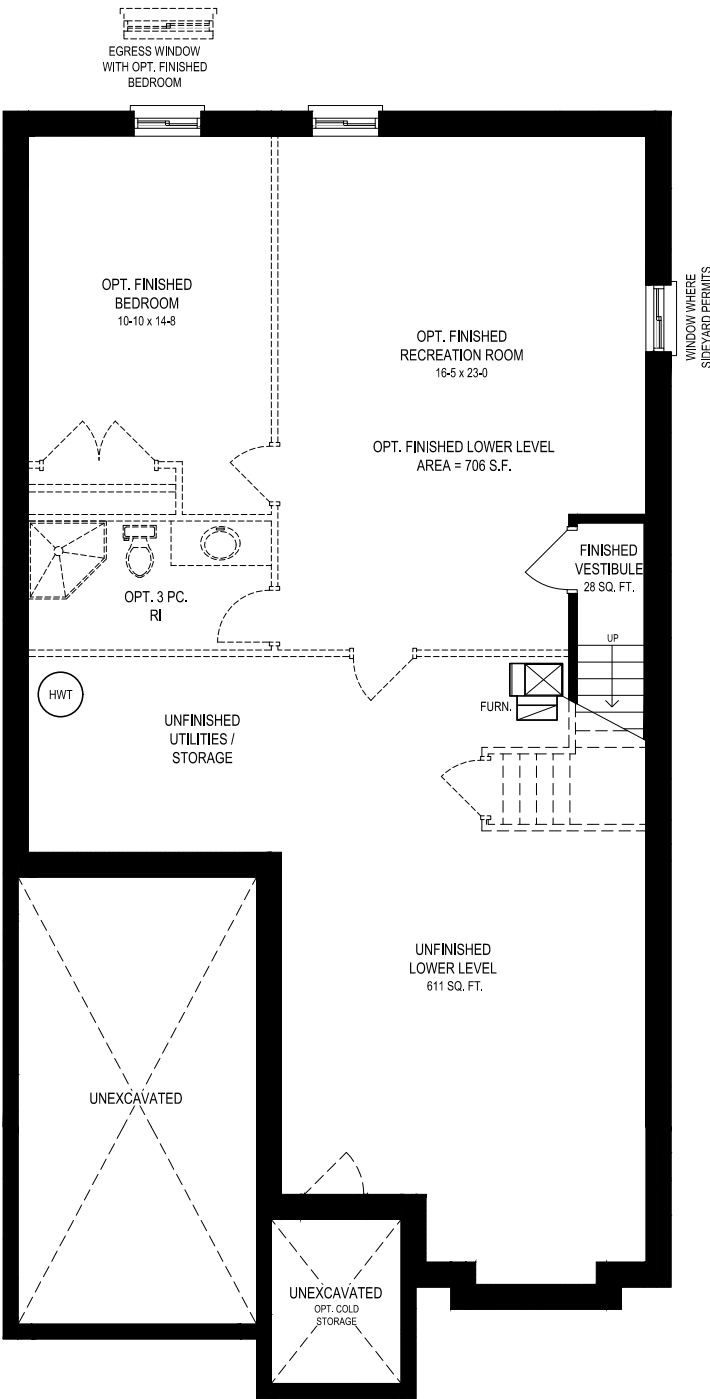 EGRESS WINDOW
WITH OPT. FINISHED
BEDROOM
OPT. FINISHED
BEDROOM
10-10 x 14-8
WINDOW WHERE
SIDEYARD PERMITS
OPT. FINISHED
RECREATION ROOM
16-5 x 23-0
OPT. FINISHED LOWER LEVEL
AREA = 706 S.F.
FINISHED
VESTIBULE
28 SQ. FT.
OPT. 3 PC.
RI
UP
HWT
FURN.
UNFINISHED
UTILITIES /
STORAGE
UNFINISHED
LOWER LEVEL
611 SQ. FT.
UNEXCAVATED
UNEXCAVATED
OPT. COLD
STORAGE